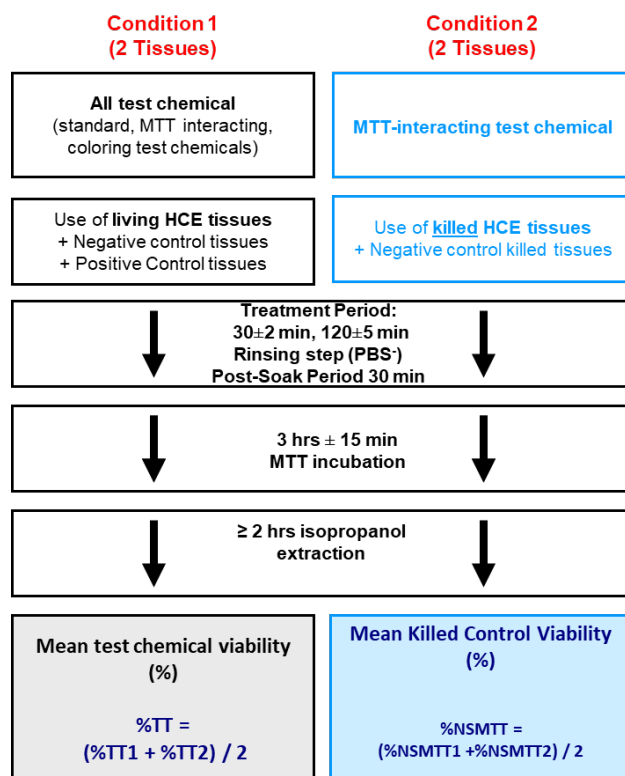 Condition 1
(2 Tissues)
Condition 2
(2 Tissues)
All test chemical
(standard, MTT interacting,
coloring test chemicals)
MTT-interacting test chemical
Use of living HCE tissues
+ Negative control tissues
+ Positive Control tissues
Use of killed HCE tissues
+ Negative control killed tissues
Treatment Period:
30±2 min, 120±5 min
Rinsing step (PBS⁻)
Post-Soak Period 30 min
3 hrs ± 15 min
MTT incubation
≥ 2 hrs isopropanol
extraction
Mean test chemical viability
(%)
%TT =
(%TT1 + %TT2) / 2
Mean Killed Control Viability
(%)
%NSMTT =
(%NSMTT1 +%NSMTT2) / 2